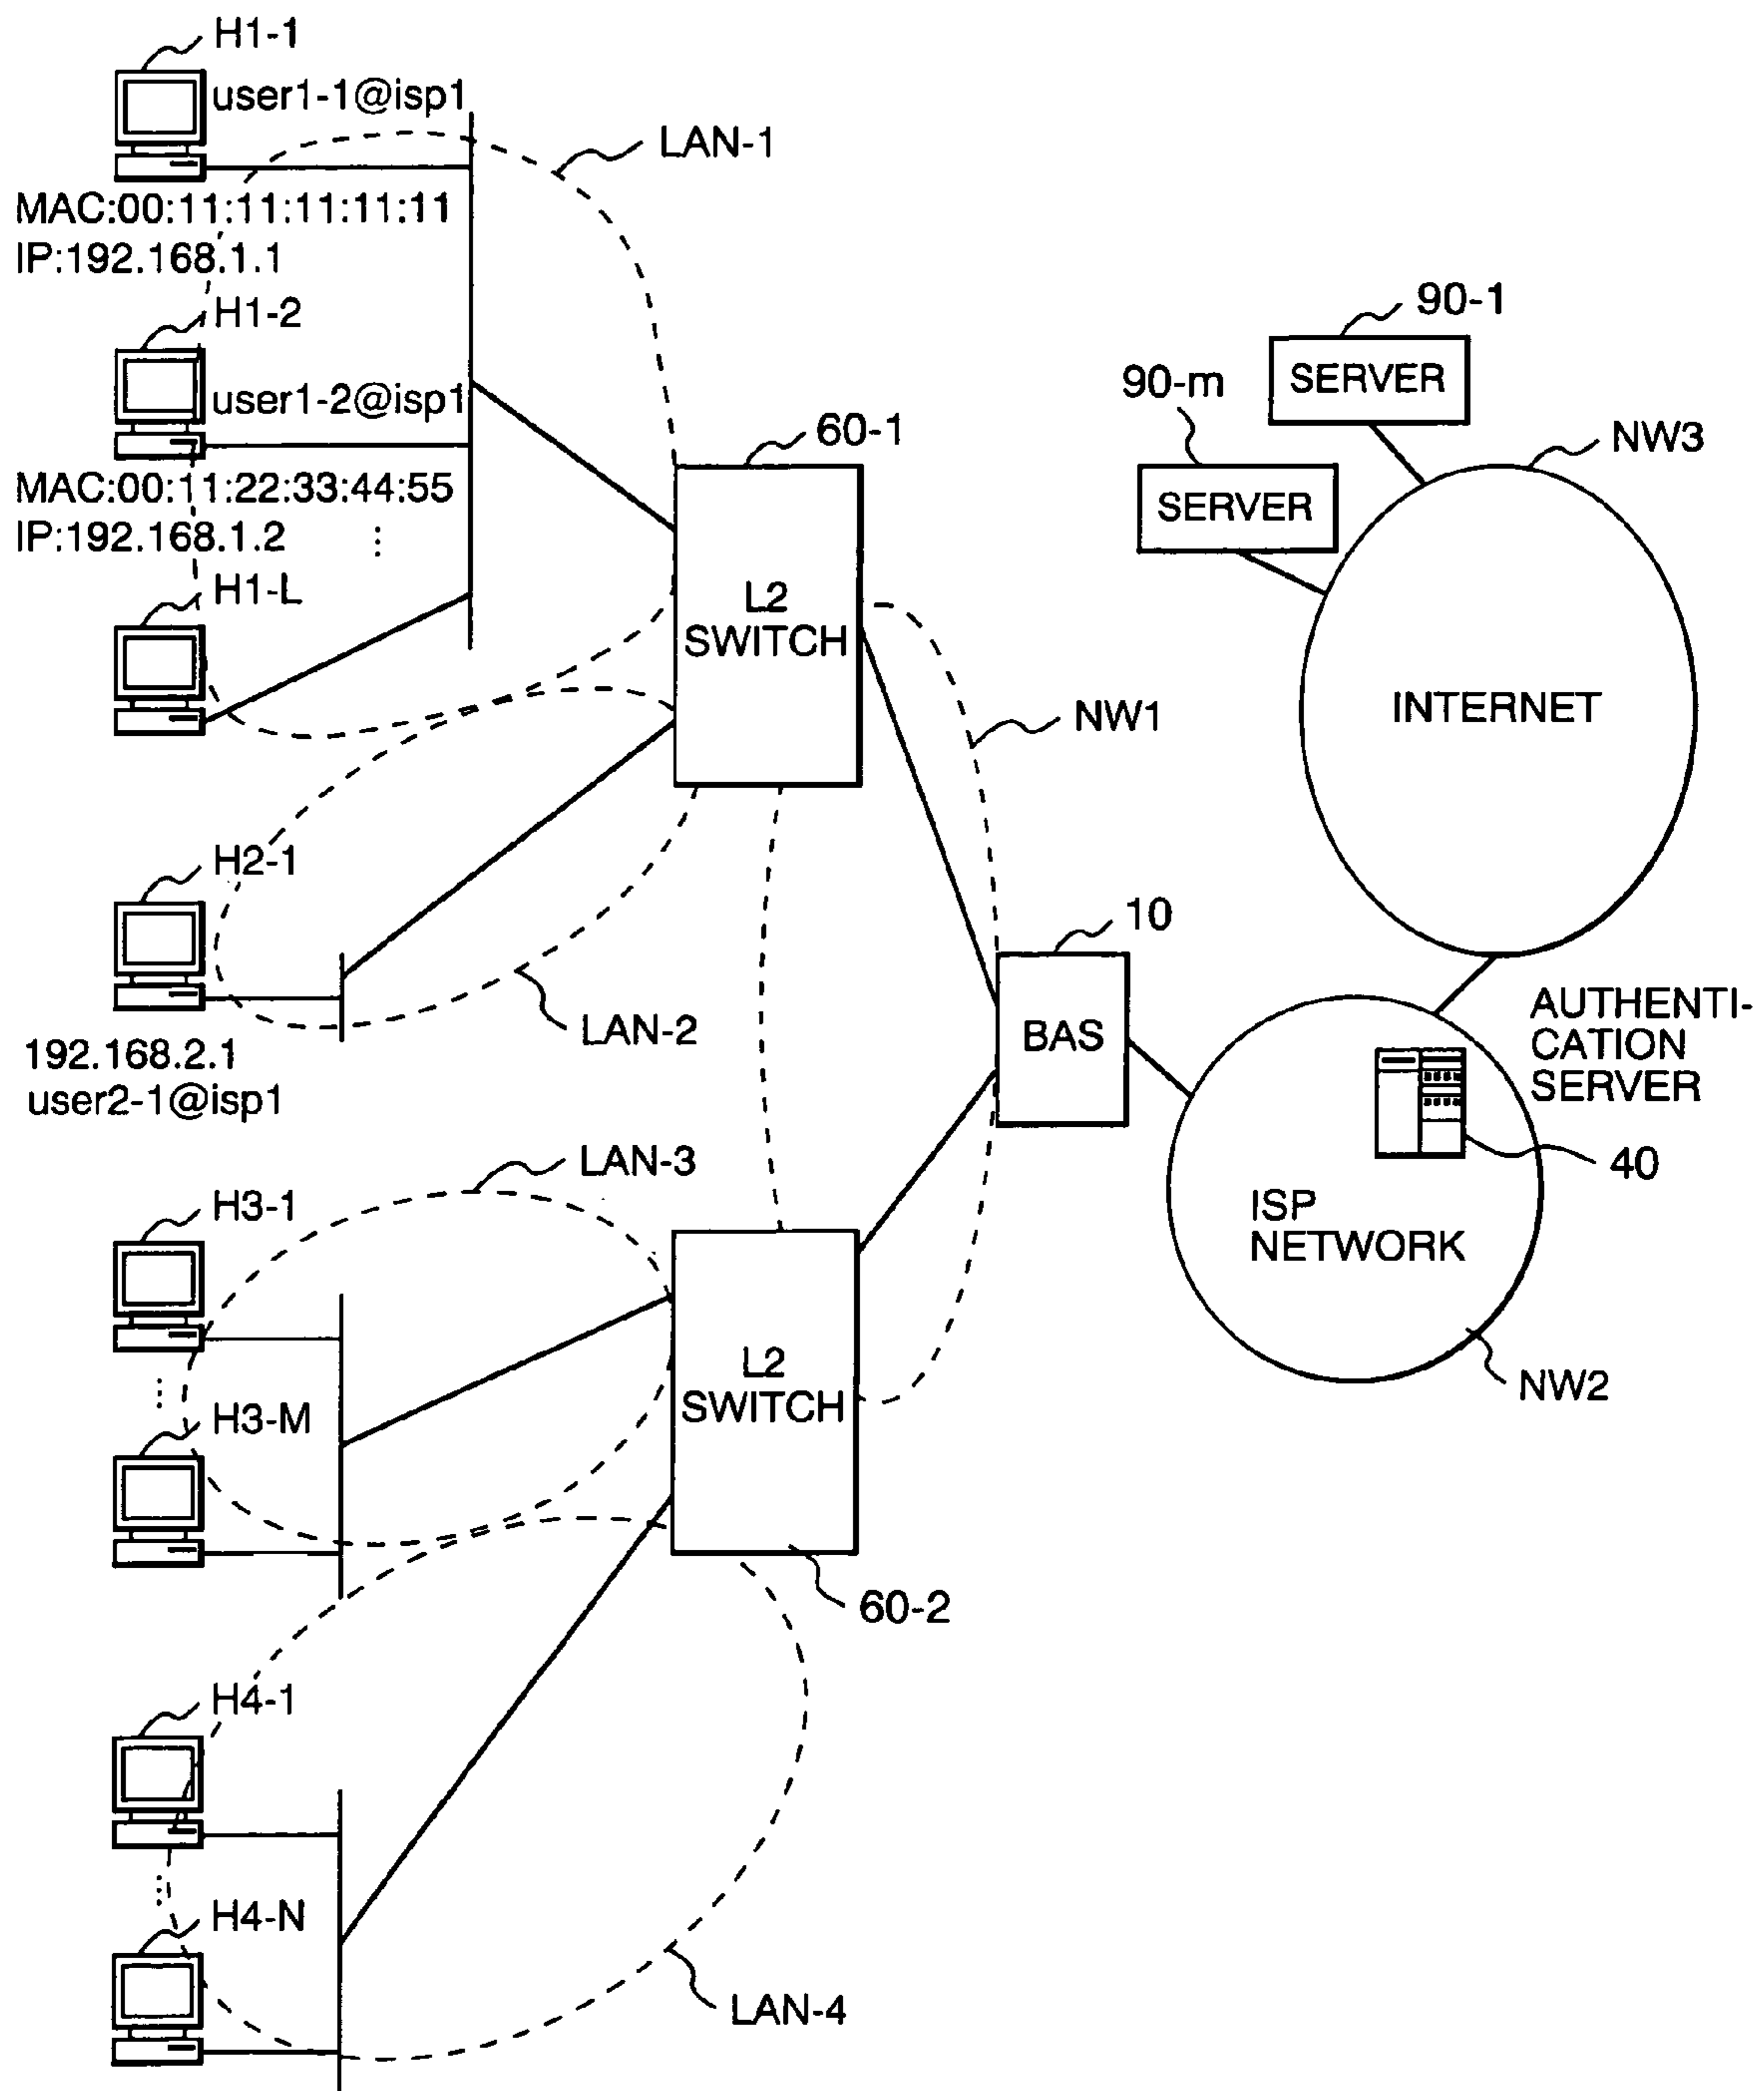 H1-1
user1-1@isp1
LAN-1
MAC:00:11:11:11:11:11
IP:192.168.1.1
H1-2
user1-2@isp1
MAC:00:11:22:33:44:55
IP:192.168.1.2
⋮
H1-L
60-1
L2
SWITCH
90-1
SERVER
90-m
SERVER
NW3
INTERNET
NW1
H2-1
192.168.2.1
user2-1@isp1
LAN-2
10
BAS
AUTHENTI-
CATION
SERVER
40
ISP
NETWORK
NW2
LAN-3
H3-1
⋮
H3-M
L2
SWITCH
60-2
H4-1
⋮
H4-N
LAN-4